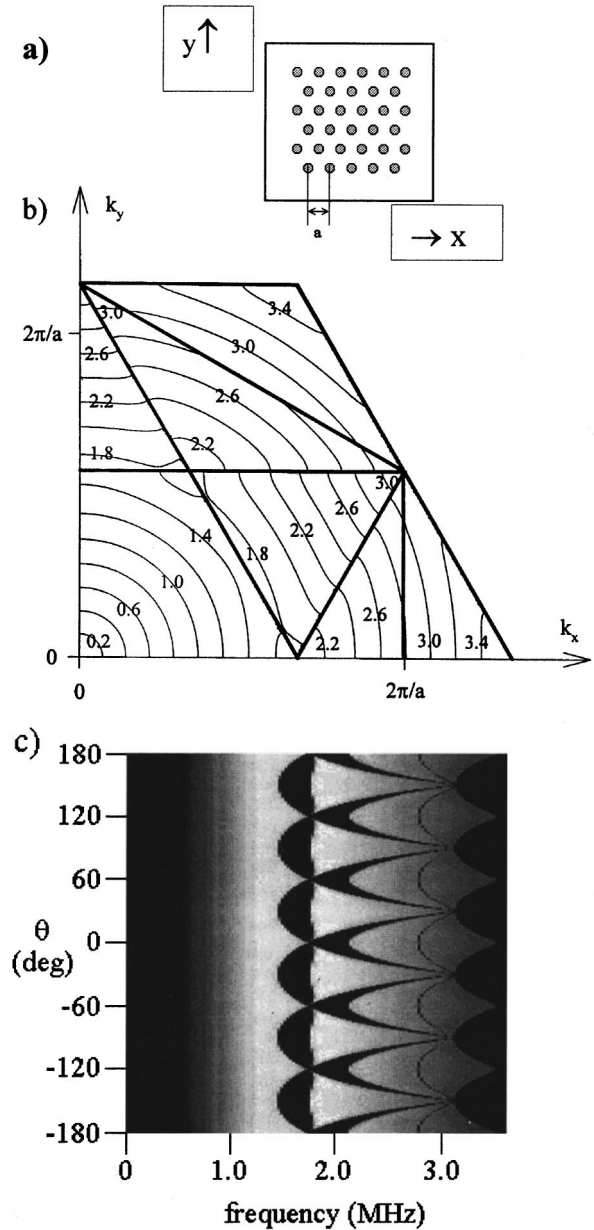 a)
y ↑
a
→ X
b)
k_y
2π/a
3.0
3.4
2.6
3.0
2.2
2.6
1.8
2.2
3.0
1.4
2.6
2.2
1.8
1.0
2.6
0.6
k_x
0.2
2.2
3.0
3.4
0
0
2π/a
c)
180
120
60
θ
0
(deg)
-60
-120
-180
0
1.0
2.0
3.0
frequency (MHz)